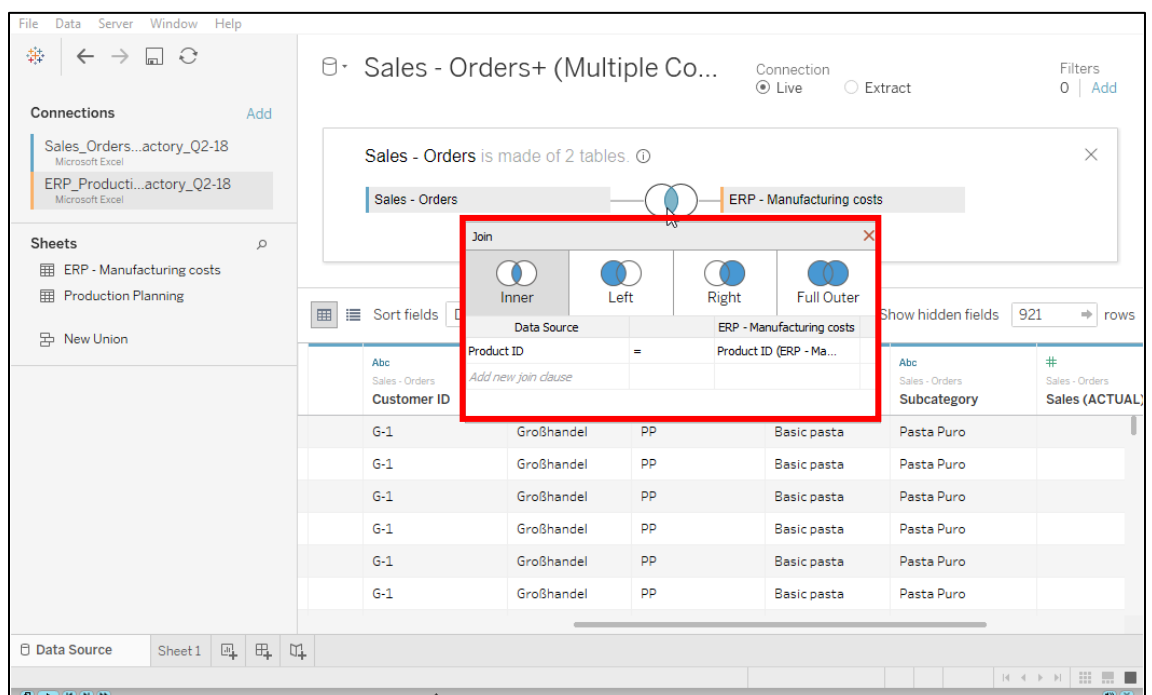 File Data Server Window Help
Sales - Orders+ (Multiple Co...
Connection
Live Extract
Filters
0 Add
Connections Add
Sales_Orders...actory_Q2-18
Microsoft Excel
ERP_Producti...actory_Q2-18
Microsoft Excel
Sheets
ERP - Manufacturing costs
Production Planning
New Union
Sales - Orders is made of 2 tables.
Sales - Orders
ERP - Manufacturing costs
Join
Inner Left Right Full Outer
Data Source ERP - Manufacturing costs
Product ID = Product ID (ERP - Ma...
Add new join clause
Sort fields
Show hidden fields 921 rows
Abc
Sales - Orders
Customer ID
Abc
Sales - Orders
Subcategory
#
Sales - Orders
Sales (ACTUAL)
G-1 Großhandel PP Basic pasta Pasta Puro
G-1 Großhandel PP Basic pasta Pasta Puro
G-1 Großhandel PP Basic pasta Pasta Puro
G-1 Großhandel PP Basic pasta Pasta Puro
G-1 Großhandel PP Basic pasta Pasta Puro
G-1 Großhandel PP Basic pasta Pasta Puro
Data Source Sheet 1